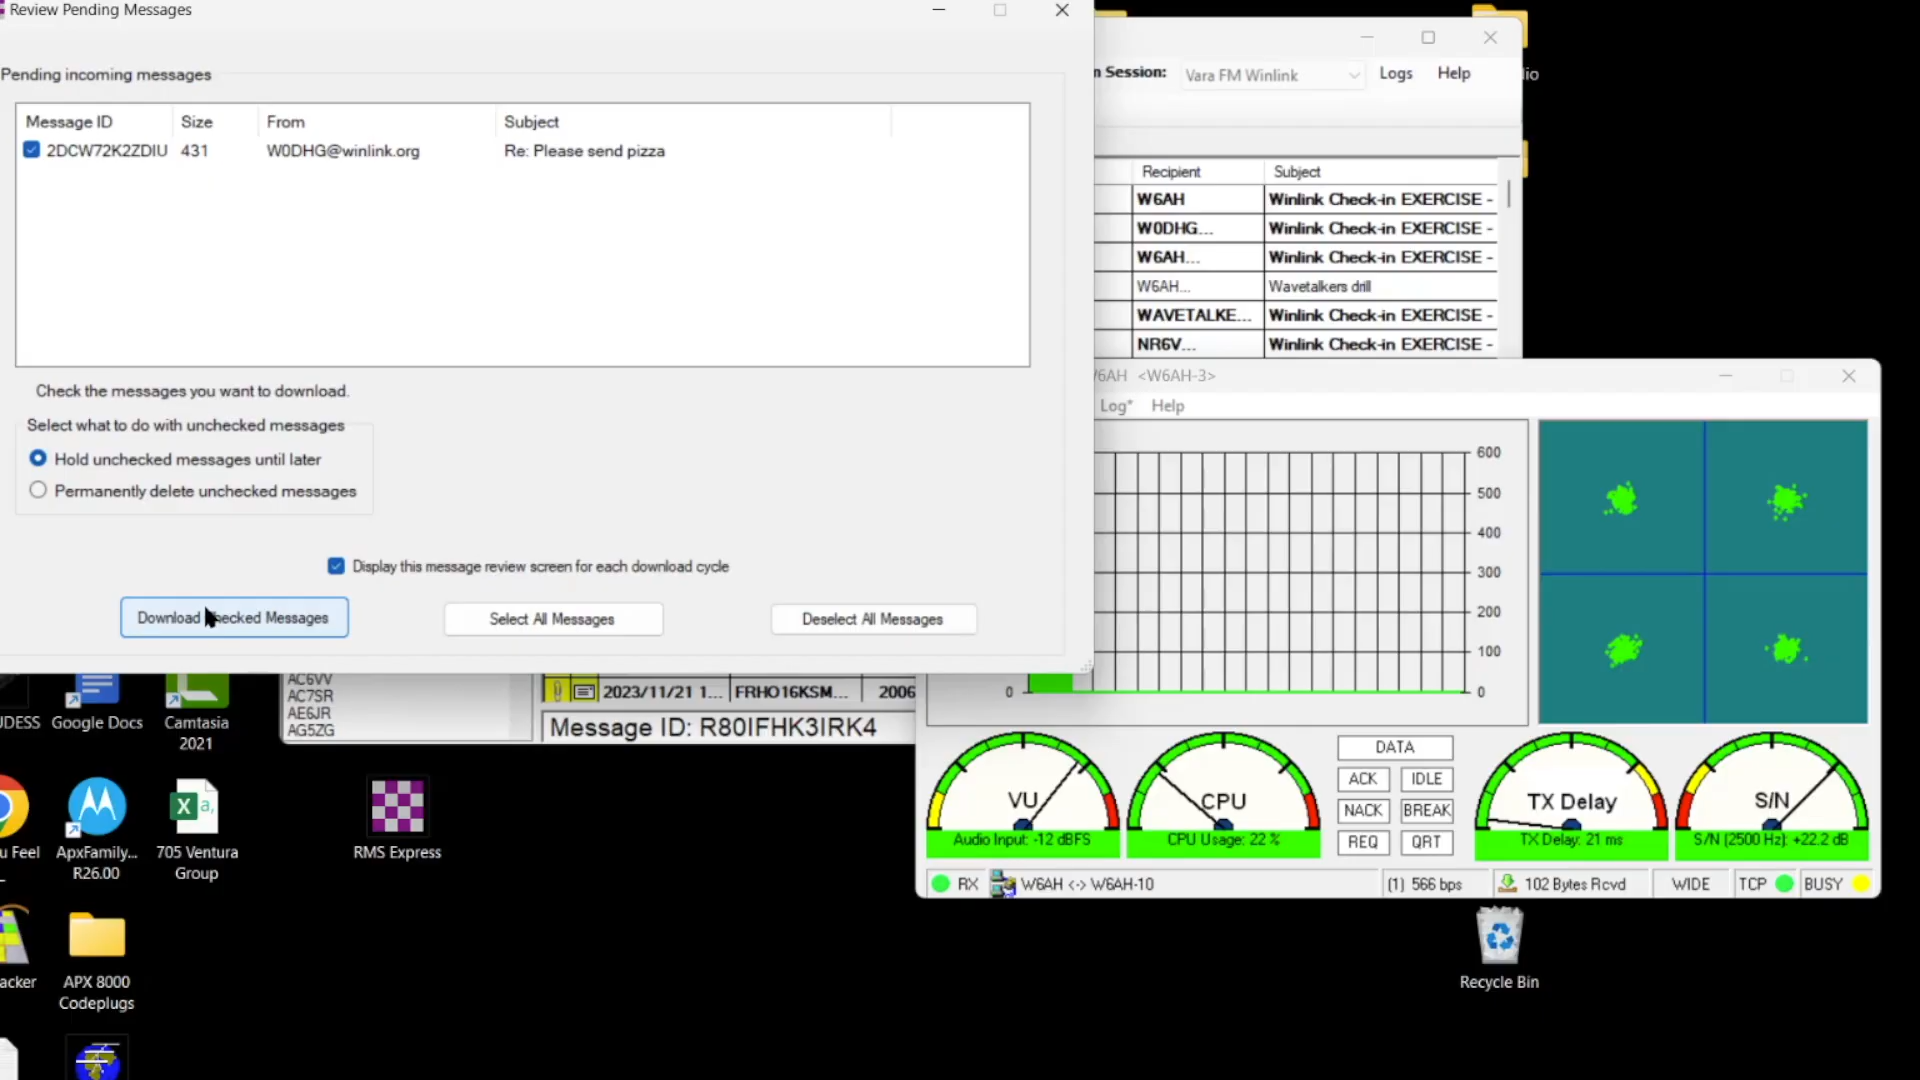 Review Pending Messages
Pending incoming messages
Message ID Size From Subject
2DCW72K2ZDIU 431 W0DHG@winlink.org Re: Please send pizza
Check the messages you want to download.
Select what to do with unchecked messages
Hold unchecked messages until later
Permanently delete unchecked messages
Display this message review screen for each download cycle
Select All Messages
Deselect All Messages
Download Messages
n Session: Vara FM Winlink Logs Help
io
Recipient Subject
W6AH Winlink Check-in EXERCISE -
W0DHG... Winlink Check-in EXERCISE -
W6AH... Winlink Check-in EXERCISE -
W6AH... Wavetalkers drill
WAVETALKE... Winlink Check-in EXERCISE -
NR6V... Winlink Check-in EXERCISE -
W6AH <W6AH-3>
Log* Help
600
500
400
300
200
100
0 0
AC6VV
AC7SR
AE6JR
AG5ZG
2023/11/21 1... FRHO16KSM... 2006
Message ID: R80IFHK3IRK4
VU
Audio Input: -12 dBFS
CPU
CPU Usage: 22 %
DATA
ACK IDLE
NACK BREAK
REQ QRT
TX Delay
TX Delay: 21 ms
S/N
S/N (2500 Hz): +22.2 dB
RX W6AH <-> W6AH-10 (1) 566 bps 102 Bytes Rcvd WIDE TCP BUSY
UDESS
Google Docs
Camtasia
2021
u Feel
ApxFamily...
R26.00
705 Ventura
Group
RMS Express
acker
APX 8000
Codeplugs
Recycle Bin